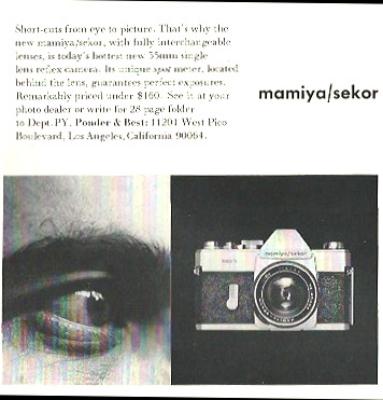 Short-cuts from eye to picture. That's why the
new mamiya/sekor, with fully interchangeable
lenses, is today's hottest new 35mm single
lens reflex camera. Its unique spot meter, located
behind the lens, guarantees perfect exposures.
Remarkably priced under $160. See it at your
photo dealer or write for 28 page folder
to Dept. PY, Ponder & Best: 11201 West Pico
Boulevard, Los Angeles, California 90064.
mamiya/sekor
mamiya/sekor